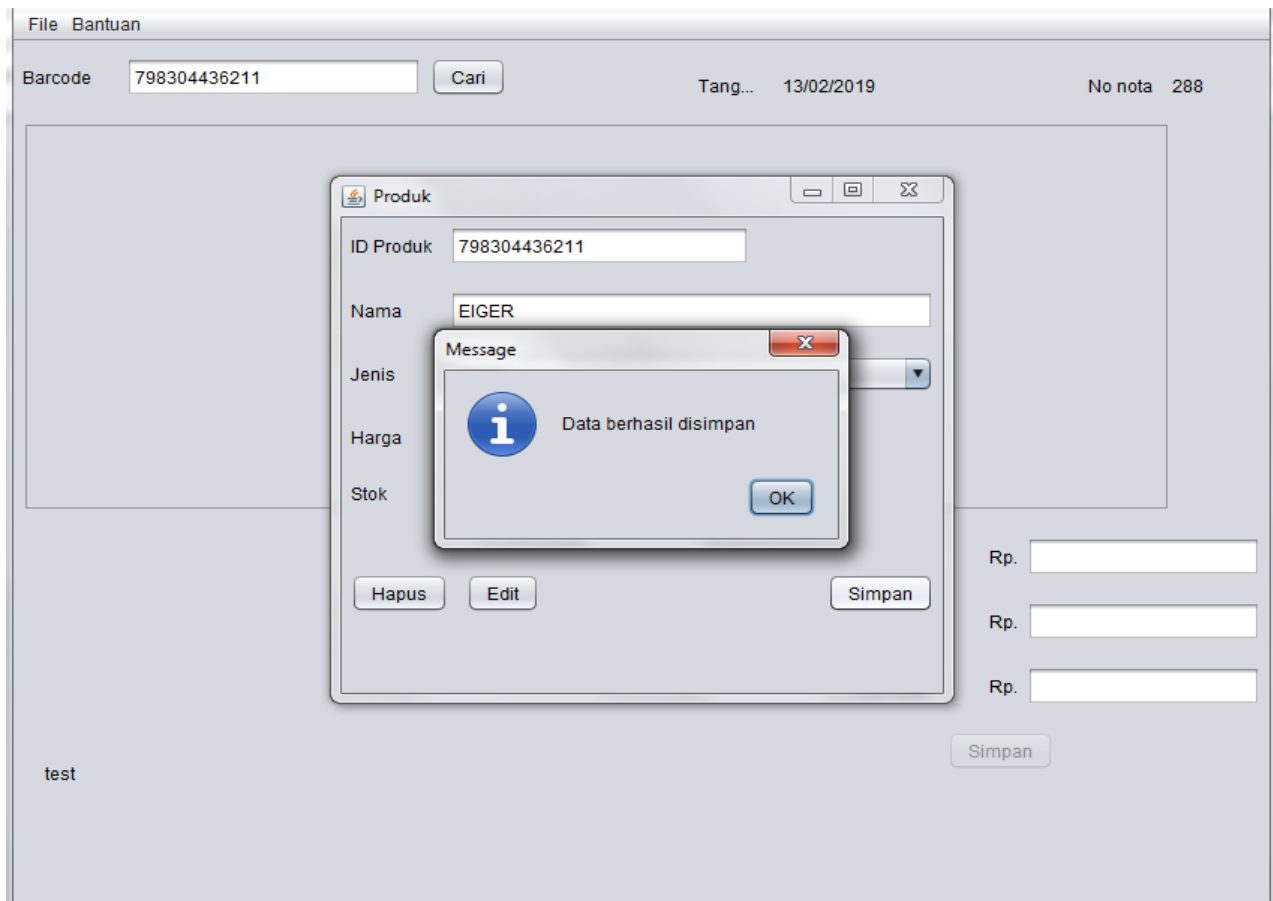 File Bantuan
Barcode 798304436211 Cari Tang... 13/02/2019 No nota 288
Produk
ID Produk 798304436211
Nama EIGER
Message
Jenis
Data berhasil disimpan
Harga
Stok
OK
Rp.
Hapus Edit Simpan
Rp.
Rp.
Simpan
test